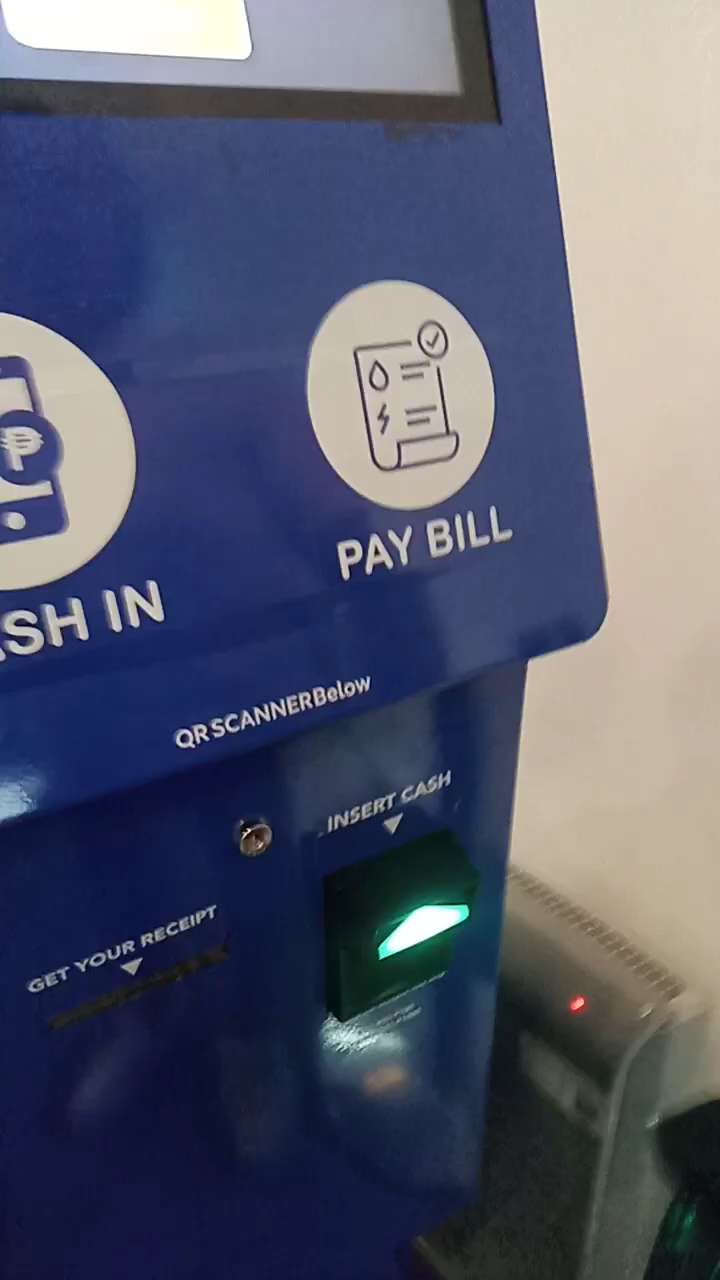 PAY BILL
SH IN
QR SCANNER Below
INSERT CASH
GET YOUR RECEIPT
₱